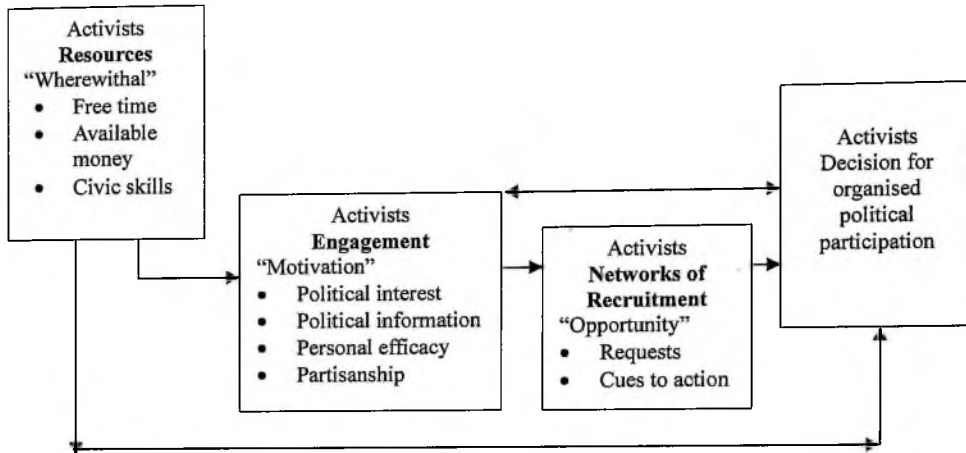 Activists
Resources
“Wherewithal”
• Free time
• Available
money
• Civic skills
Activists
Engagement
“Motivation”
• Political interest
• Political information
• Personal efficacy
• Partisanship
Activists
Networks of
Recruitment
“Opportunity”
• Requests
• Cues to action
Activists
Decision for
organised
political
participation